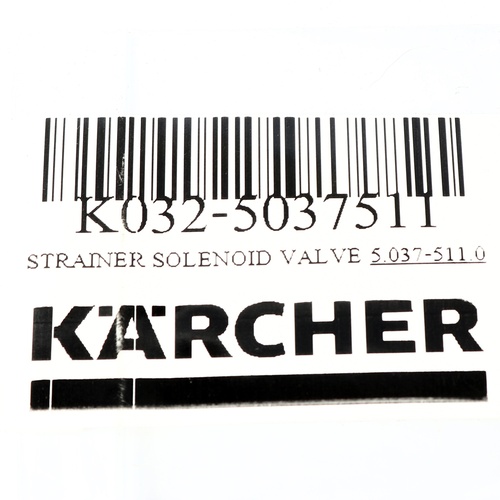 K032-5037511
STRAINER SOLENOID VALVE 5.037-511.0
KÄRCHER